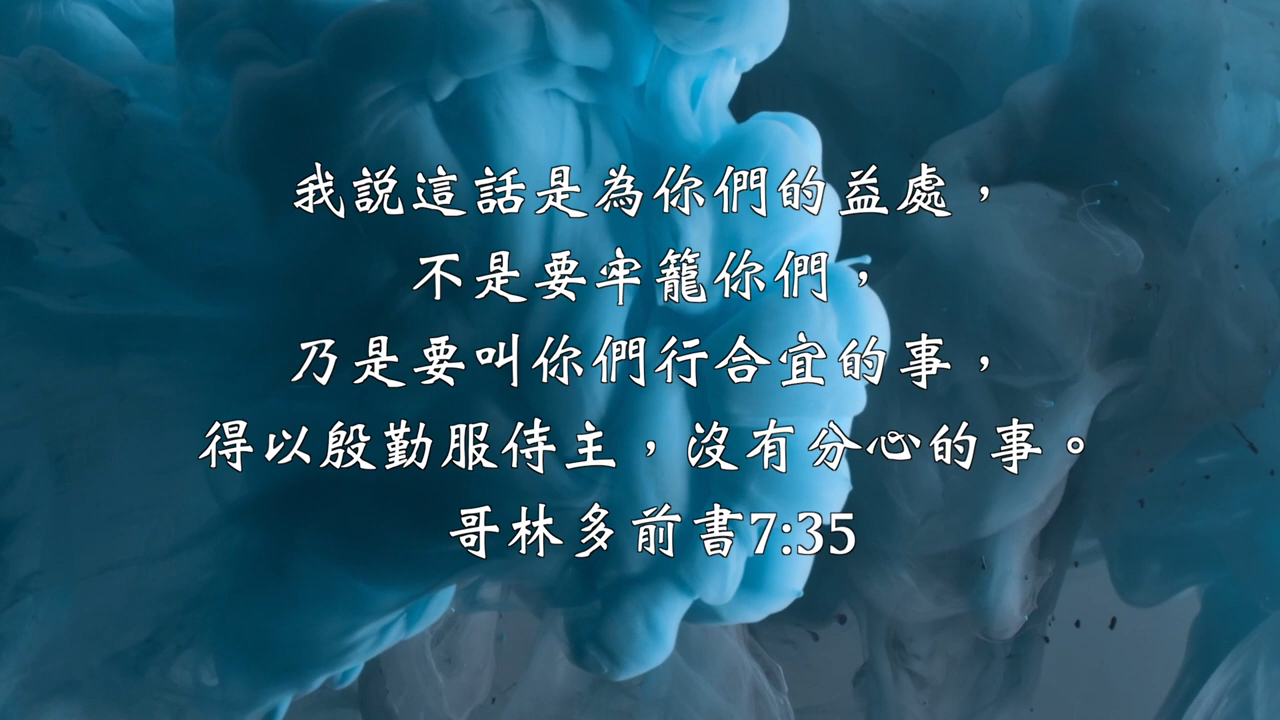 我説這話是為你們的益處，
不是要牢籠你們，
乃是要叫你們行合宜的事，
得以殷勤服侍主，沒有分心的事。
哥林多前書7:35